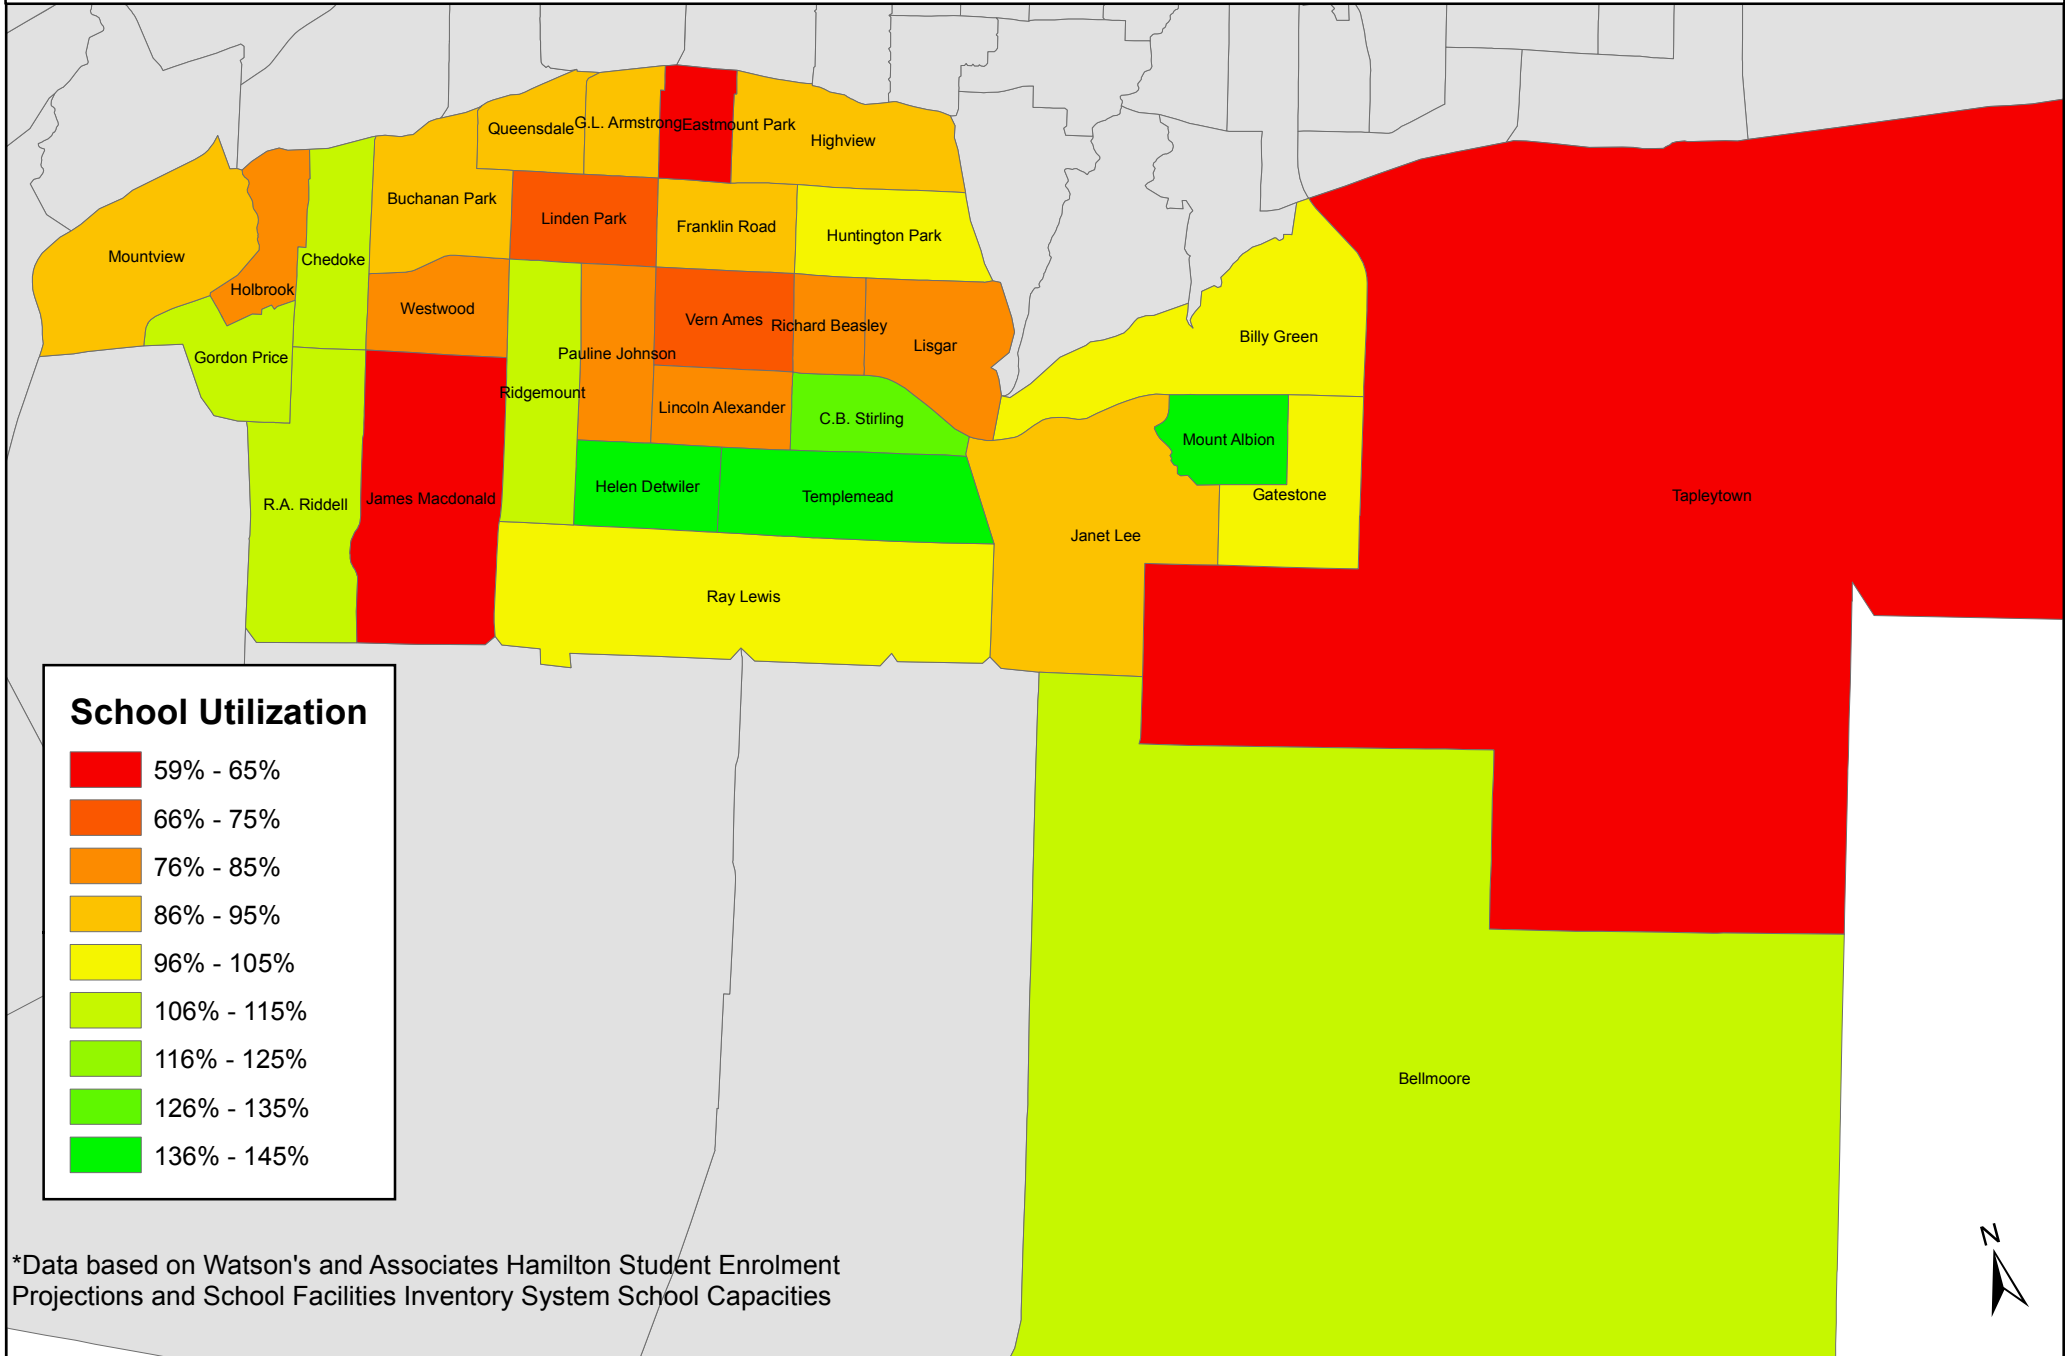 Queensdale
G.L. Armstrong
Eastmount Park
Highview
Buchanan Park
Linden Park
Franklin Road
Huntington Park
Mountview
Chedoke
Holbrook
Westwood
Vern Ames
Richard Beasley
Lisgar
Billy Green
Gordon Price
Pauline Johnson
Ridgemount
Lincoln Alexander
C.B. Stirling
Mount Albion
R.A. Riddell
James Macdonald
Helen Detwiler
Templemead
Gatestone
Tapleytown
Janet Lee
Ray Lewis
Bellmoore
School Utilization
59% - 65%
66% - 75%
76% - 85%
86% - 95%
96% - 105%
106% - 115%
116% - 125%
126% - 135%
136% - 145%
N
*Data based on Watson's and Associates Hamilton Student Enrolment
Projections and School Facilities Inventory System School Capacities